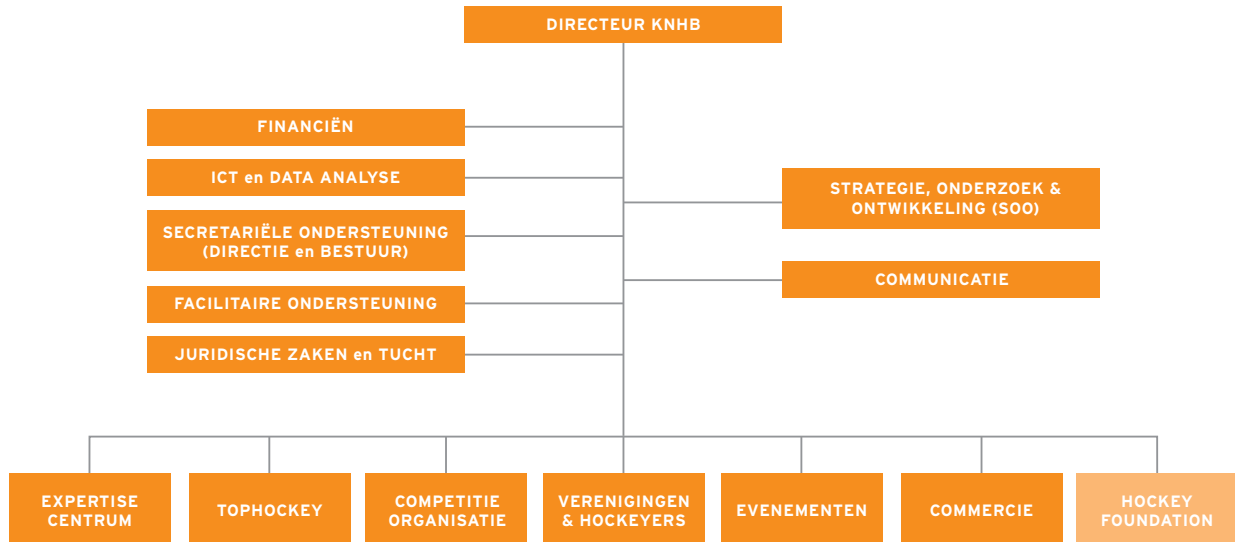 DIRECTEUR KNHB
FINANCIËN
ICT en DATA ANALYSE
SECRETARIËLE ONDERSTEUNING
(DIRECTIE en BESTUUR)
FACILITAIRE ONDERSTEUNING
JURIDISCHE ZAKEN en TUCHT
STRATEGIE, ONDERZOEK &
ONTWIKKELING (SOO)
COMMUNICATIE
EXPERTISE
CENTRUM
TOPHOCKEY
COMPETITIE
ORGANISATIE
VERENIGINGEN
& HOCKEYERS
EVENEMENTEN
COMMERCIE
HOCKEY
FOUNDATION